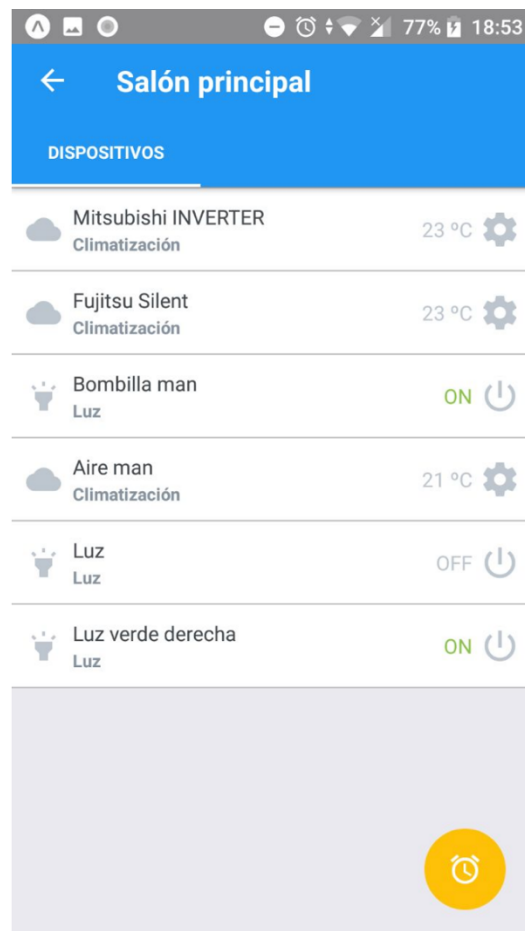 77% 18:53
Salón principal
DISPOSITIVOS
Mitsubishi INVERTER
23 ºC
Climatización
Fujitsu Silent
23 ºC
Climatización
Bombilla man
ON
Luz
Aire man
21 ºC
Climatización
Luz
OFF
Luz
Luz verde derecha
ON
Luz